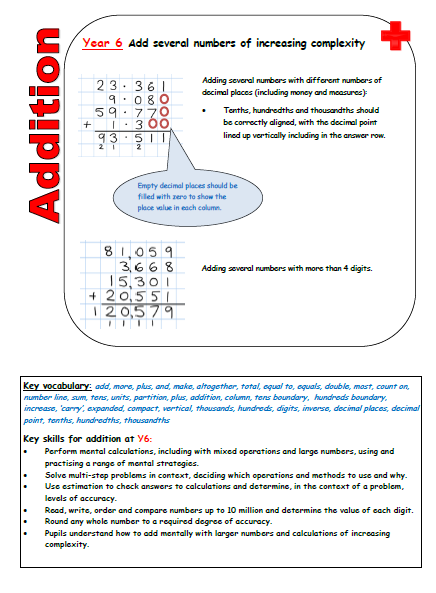 Addition
Year 6 Add several numbers of increasing complexity
23.361
9.080
59.770
+ 1.300
93.511
2 1 2
Adding several numbers with different numbers of
decimal places (including money and measures):
• Tenths, hundredths and thousandths should
be correctly aligned, with the decimal point
lined up vertically including in the answer row.
Empty decimal places should be
filled with zero to show the
place value in each column.
81,059
3,668
15,301
+ 20,551
120,579
1 1 1 1
Adding several numbers with more than 4 digits.
Key vocabulary: add, more, plus, and, make, altogether, total, equal to, equals, double, most, count on,
number line, sum, tens, units, partition, plus, addition, column, tens boundary, hundreds boundary,
increase, 'carry', expanded, compact, vertical, thousands, hundreds, digits, inverse, decimal places, decimal
point, tenths, hundredths, thousandths
Key skills for addition at Y6:
• Perform mental calculations, including with mixed operations and large numbers, using and
practising a range of mental strategies.
• Solve multi-step problems in context, deciding which operations and methods to use and why.
• Use estimation to check answers to calculations and determine, in the context of a problem,
levels of accuracy.
• Read, write, order and compare numbers up to 10 million and determine the value of each digit.
• Round any whole number to a required degree of accuracy.
• Pupils understand how to add mentally with larger numbers and calculations of increasing
complexity.